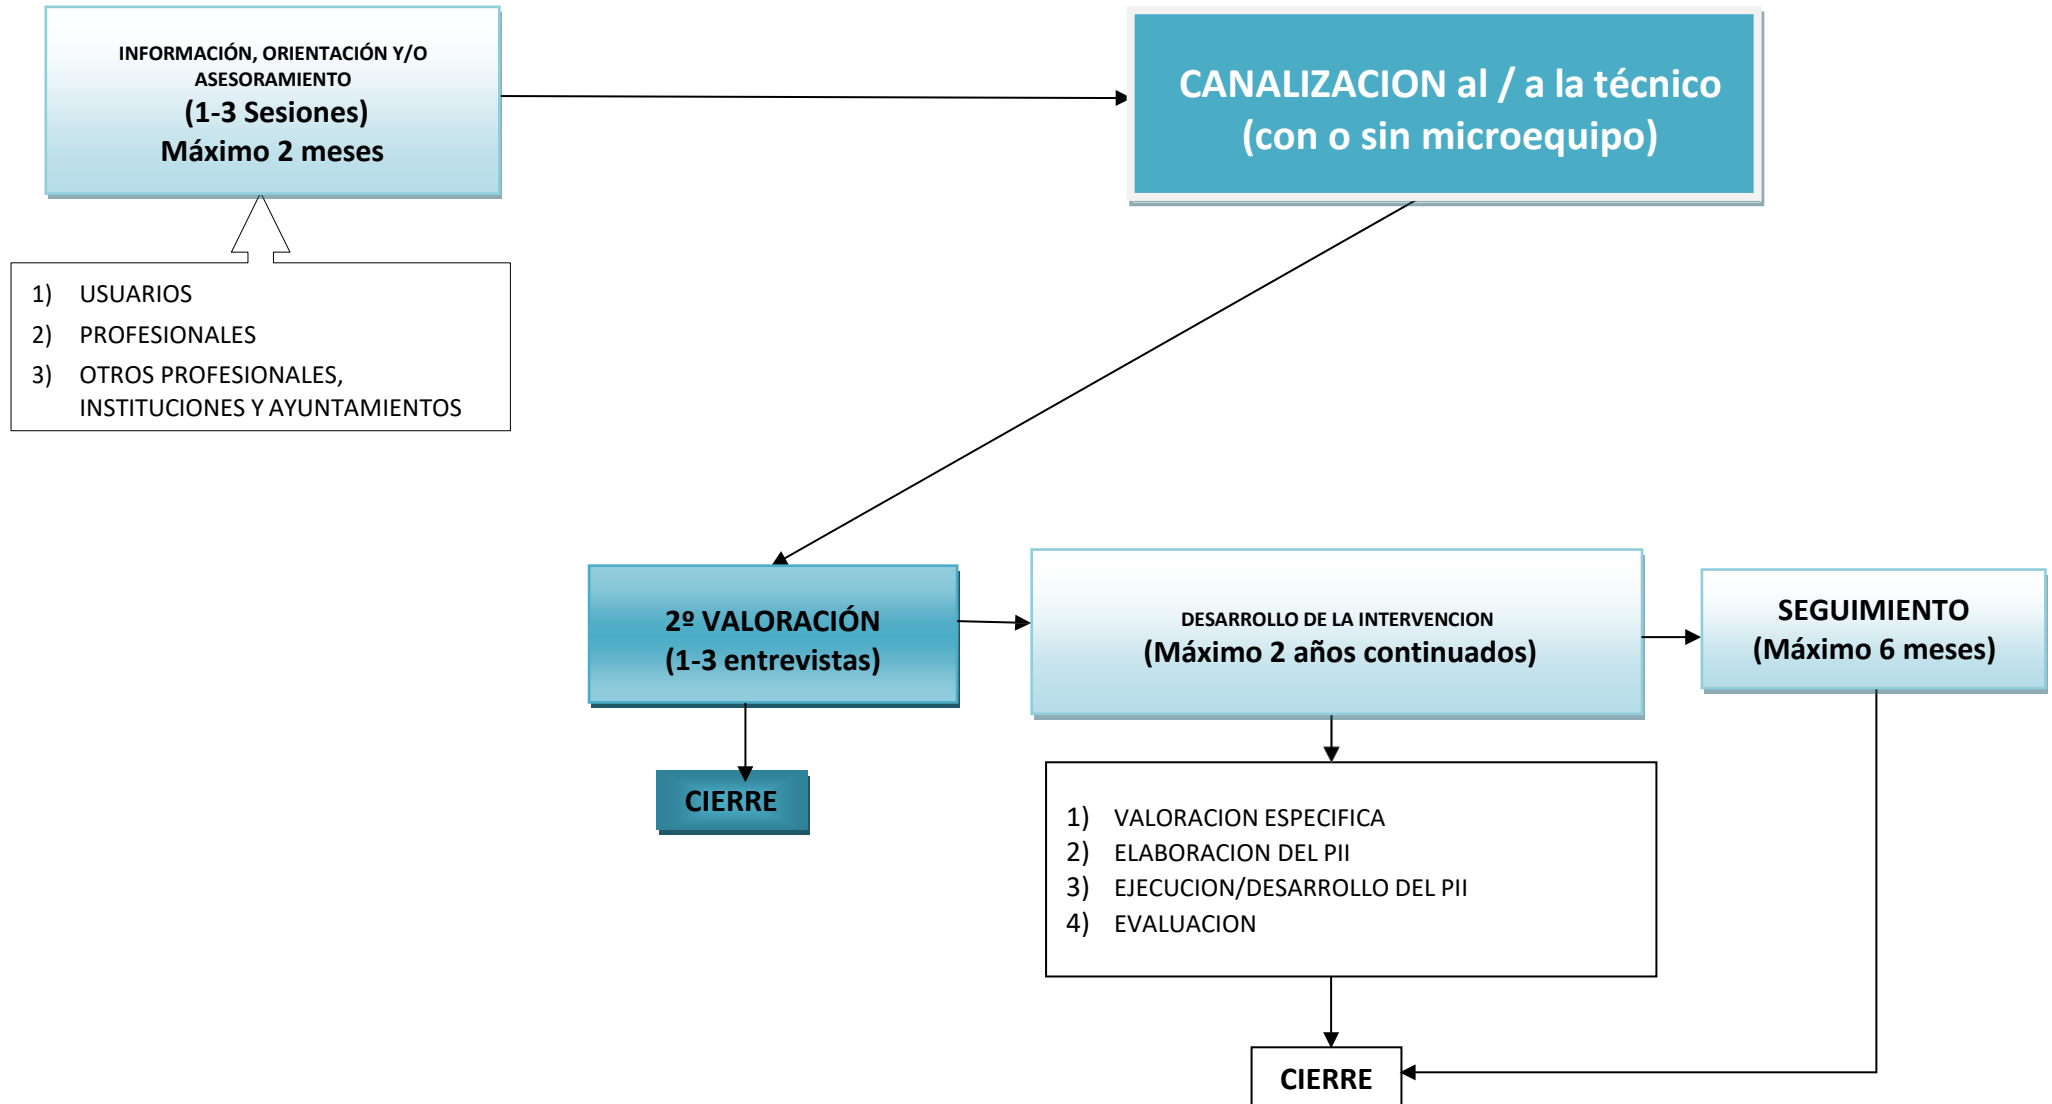 INFORMACIÓN, ORIENTACIÓN Y/O
ASESORAMIENTO
(1-3 Sesiones)
Máximo 2 meses
CANALIZACION al / a la técnico
(con o sin microequipo)
1) USUARIOS
2) PROFESIONALES
3) OTROS PROFESIONALES,
INSTITUCIONES Y AYUNTAMIENTOS
2º VALORACIÓN
(1-3 entrevistas)
DESARROLLO DE LA INTERVENCION
(Máximo 2 años continuados)
SEGUIMIENTO
(Máximo 6 meses)
CIERRE
1) VALORACION ESPECIFICA
2) ELABORACION DEL PII
3) EJECUCION/DESARROLLO DEL PII
4) EVALUACION
CIERRE